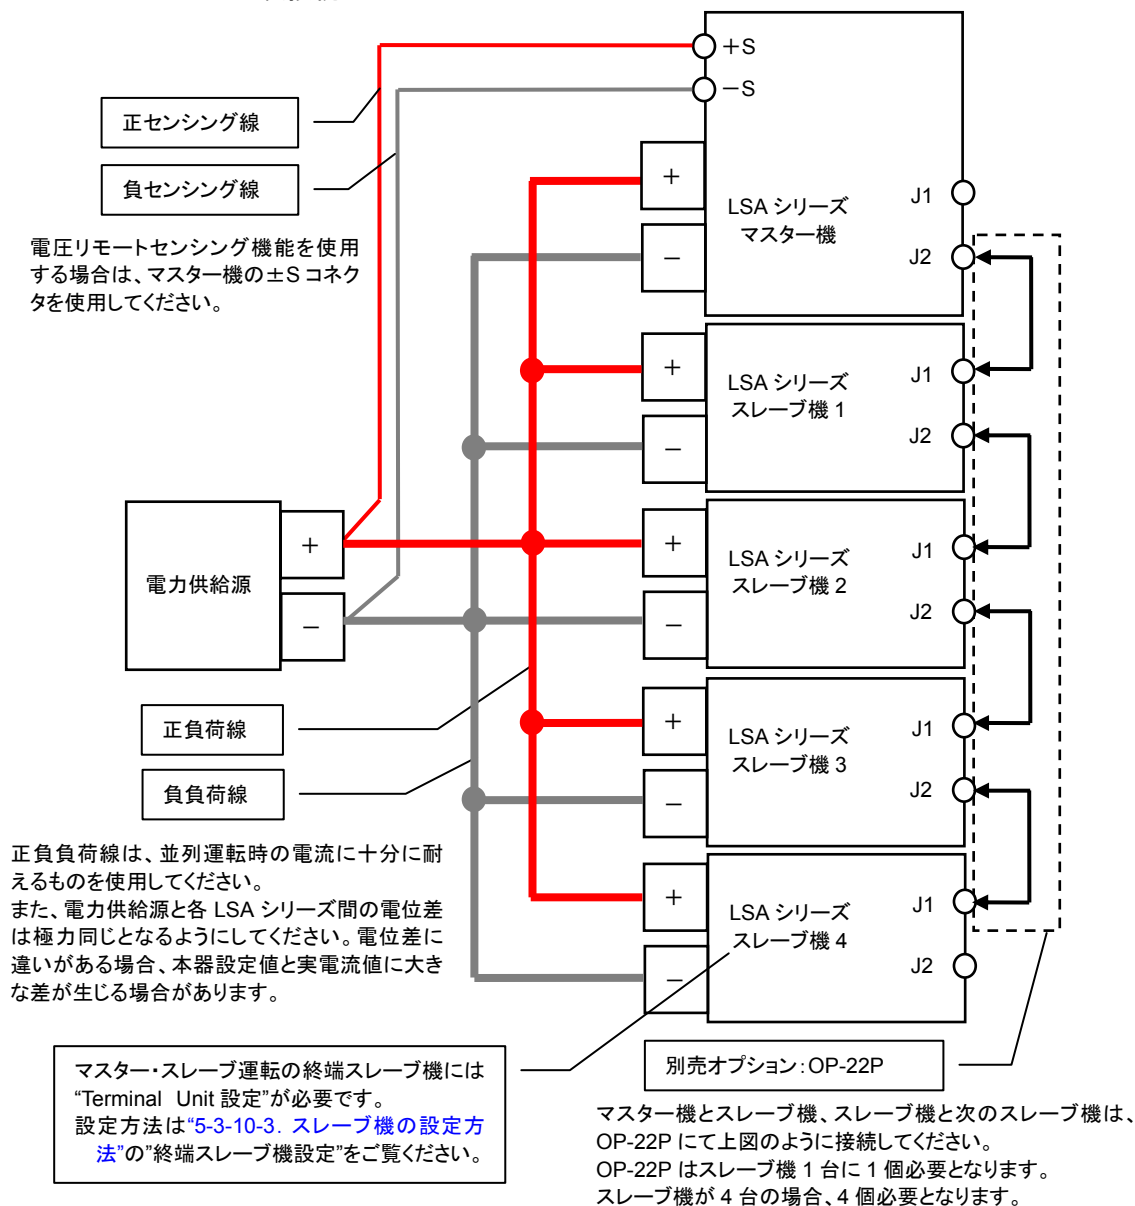 +S
−S
正センシング線
負センシング線
電圧リモートセンシング機能を使用
する場合は、マスター機の±Sコネク
タを使用してください。
+
−
LSA シリーズ
マスター機
J1
J2
+
−
LSA シリーズ
スレーブ機 1
J1
J2
電力供給源
+
−
+
−
LSA シリーズ
スレーブ機 2
J1
J2
正負荷線
負負荷線
+
−
LSA シリーズ
スレーブ機 3
J1
J2
正負負荷線は、並列運転時の電流に十分に耐
えるものを使用してください。
また、電力供給源と各 LSA シリーズ間の電位差
は極力同じとなるようにしてください。電位差に
違いがある場合、本器設定値と実電流値に大き
な差が生じる場合があります。
+
−
LSA シリーズ
スレーブ機 4
J1
J2
マスター・スレーブ運転の終端スレーブ機には
“Terminal Unit 設定”が必要です。
設定方法は“5-3-10-3. スレーブ機の設定方
法”の”終端スレーブ機設定”をご覧ください。
別売オプション:OP-22P
マスター機とスレーブ機、スレーブ機と次のスレーブ機は、
OP-22P にて上図のように接続してください。
OP-22P はスレーブ機 1 台に 1 個必要となります。
スレーブ機が 4 台の場合、4 個必要となります。